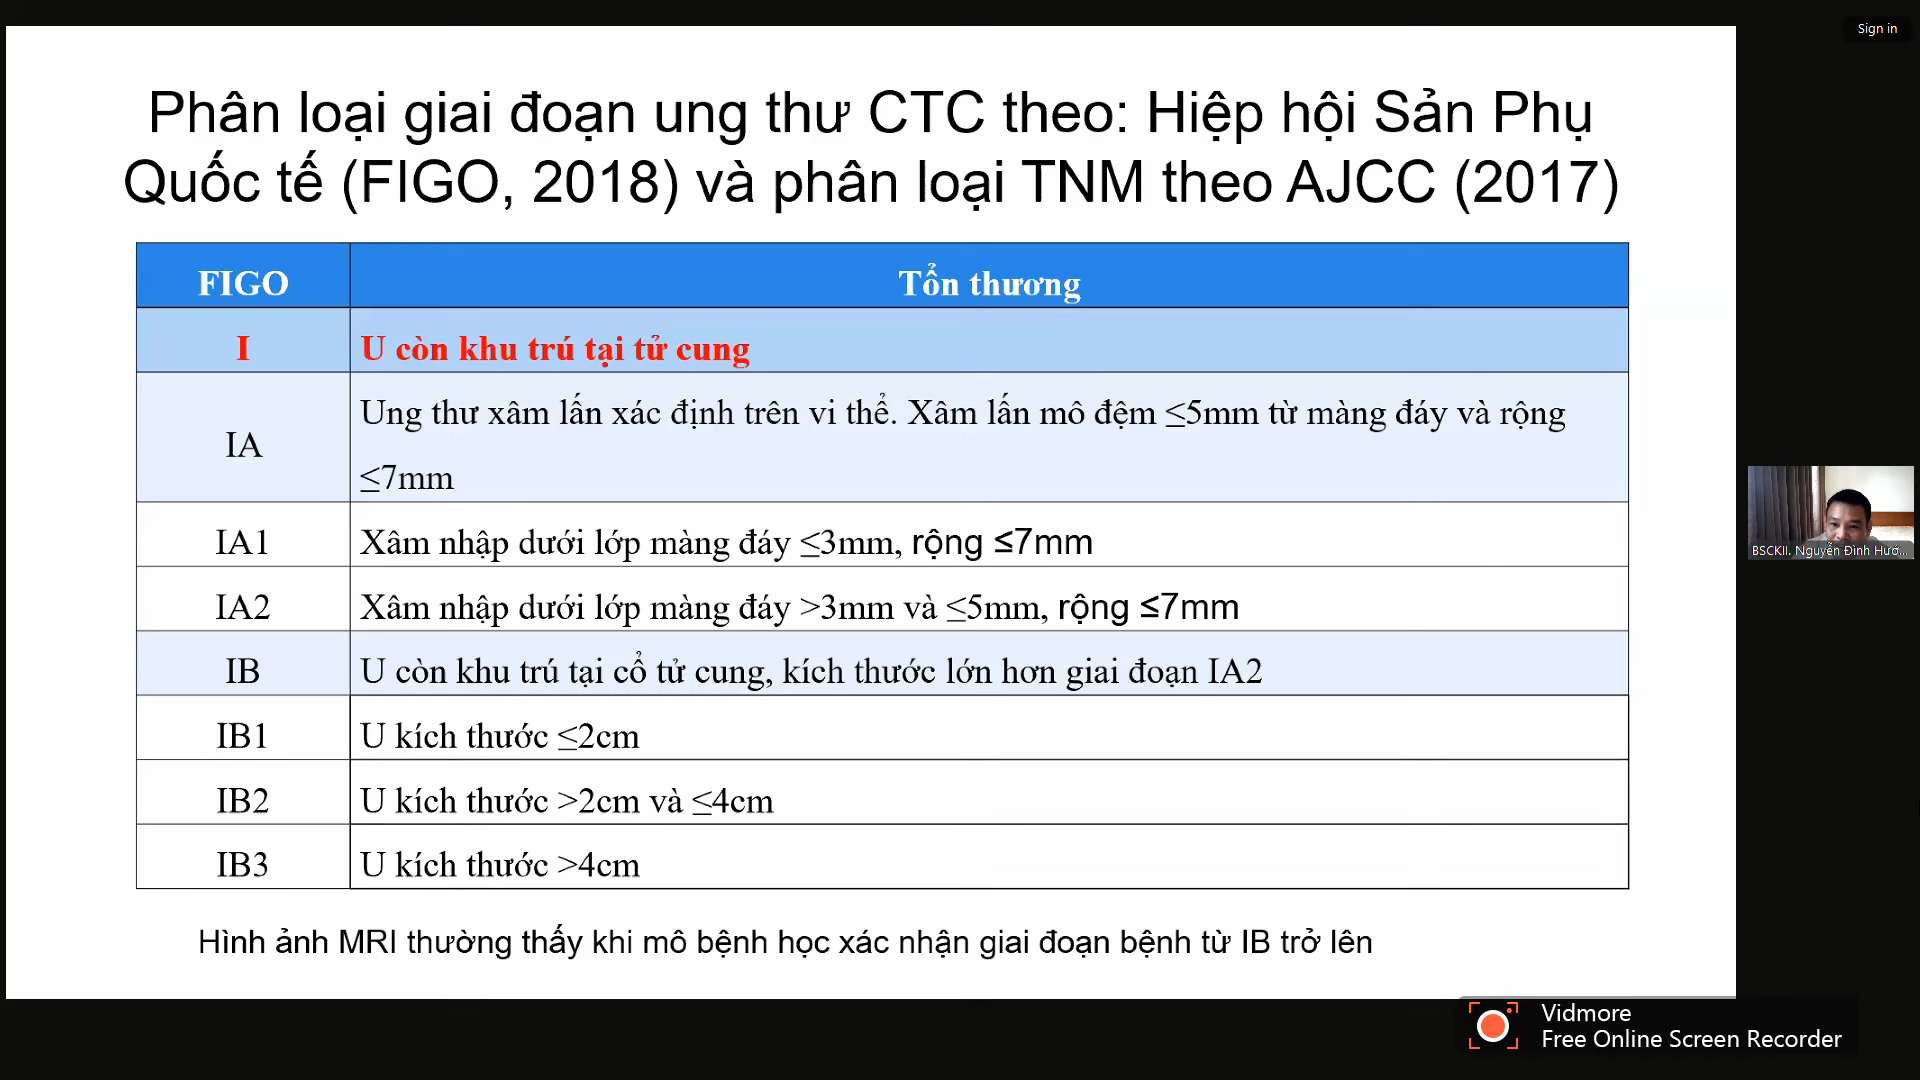 Sign in
Phân loại giai đoạn ung thư CTC theo: Hiệp hội Sản Phụ
Quốc tế (FIGO, 2018) và phân loại TNM theo AJCC (2017)
FIGO Tổn thương
I U còn khu trú tại tử cung
IA Ung thư xâm lấn xác định trên vi thể. Xâm lấn mô đệm ≤5mm từ màng đáy và rộng
≤7mm
IA1 Xâm nhập dưới lớp màng đáy ≤3mm, rộng ≤7mm
IA2 Xâm nhập dưới lớp màng đáy >3mm và ≤5mm, rộng ≤7mm
IB U còn khu trú tại cổ tử cung, kích thước lớn hơn giai đoạn IA2
IB1 U kích thước ≤2cm
IB2 U kích thước >2cm và ≤4cm
IB3 U kích thước >4cm
Hình ảnh MRI thường thấy khi mô bệnh học xác nhận giai đoạn bệnh từ IB trở lên
BSCKII. Nguyễn Đình Hướ...
Vidmore
Free Online Screen Recorder